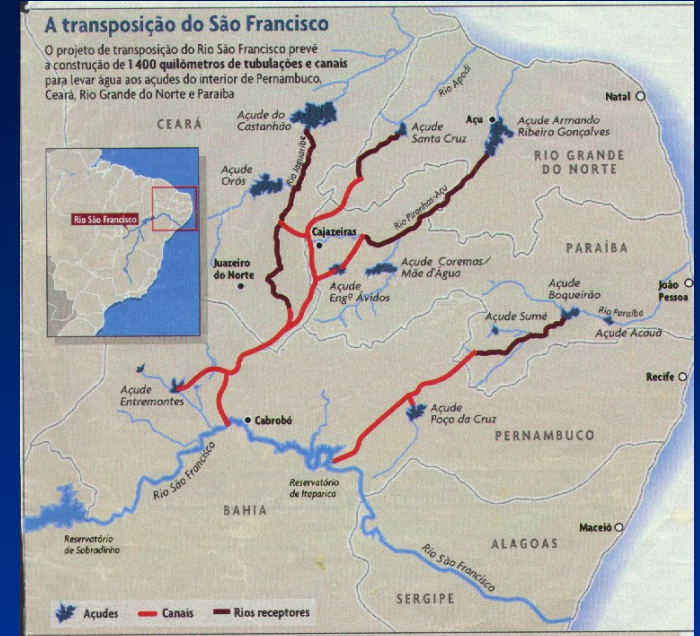 A transposição do São Francisco
O projeto de transposição do Rio São Francisco prevê
a construção de 1 400 quilômetros de tubulações e canais
para levar água aos açudes do interior de Pernambuco,
Ceará, Rio Grande do Norte e Paraíba
Natal
Rio Apodi
Açu
Açude Armando
Ribeiro Gonçalves
CEARÁ
Açude do
Castanhão
Açude
Santa Cruz
RIO GRANDE
DO NORTE
Rio Jaguaribe
Açude
Orós
Rio São Francisco
Rio Piranhas-Açu
Cajazeiras
PARAÍBA
Juazeiro
do Norte
Açude Coremas/
Mãe d'Água
Açude
Engº Ávidos
Açude
Boqueirão
João
Pessoa
Açude Sumé
Rio Paraíba
Açude Acauã
Recife
Açude
Entremontes
Cabrobó
Açude
Poço da Cruz
PERNAMBUCO
Rio São Francisco
Reservatório
de Itaparica
BAHIA
Reservatório
de Sobradinho
Maceió
ALAGOAS
Rio São Francisco
SERGIPE
Açudes
Canais
Rios receptores